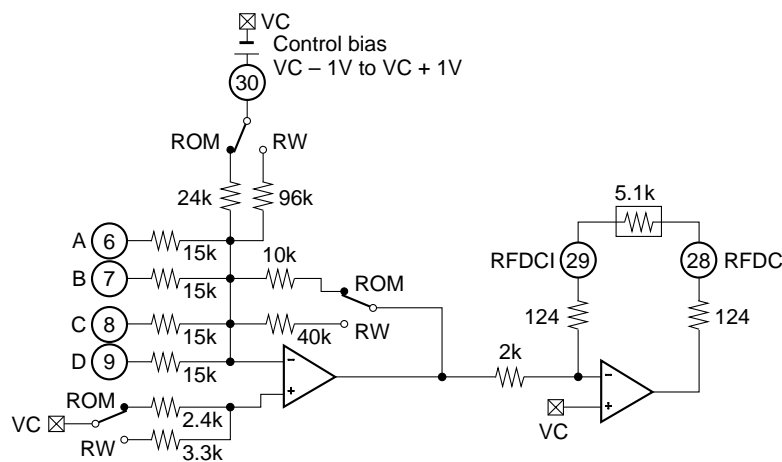 VC
Control bias
VC – 1V to VC + 1V
30
ROM
RW
24k
96k
5.1k
A 6
15k
10k
RFDCI 29
28 RFDC
B 7
15k
ROM
C 8
15k
40k
RW
124
124
D 9
15k
2k
–
+
–
+
ROM
2.4k
VC
VC
RW
3.3k